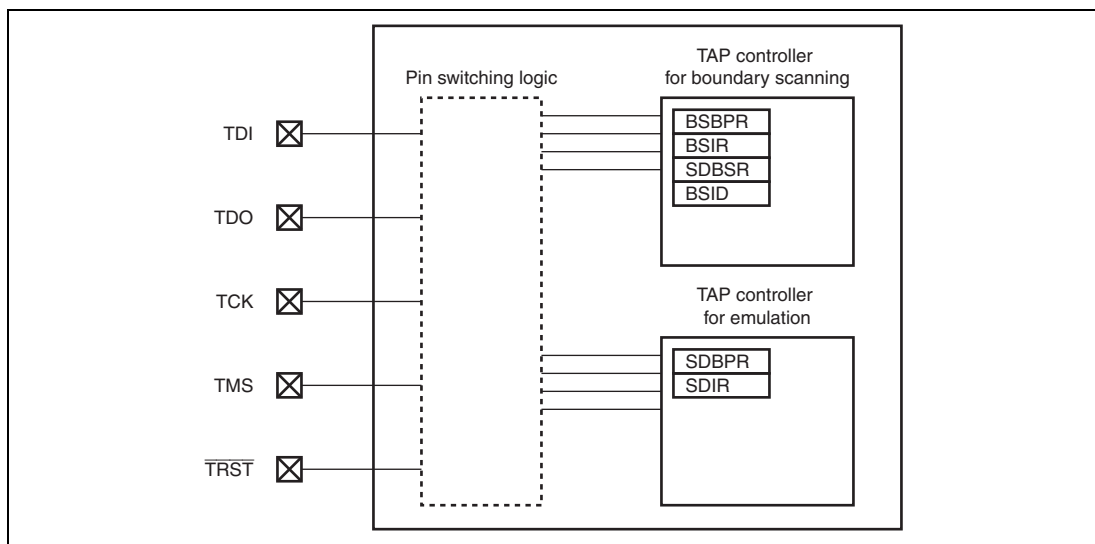 TAP controller
for boundary scanning
Pin switching logic
TDI
BSBPR
BSIR
SDBSR
BSID
TDO
TCK
TAP controller
for emulation
TMS
SDBPR
SDIR
TRST